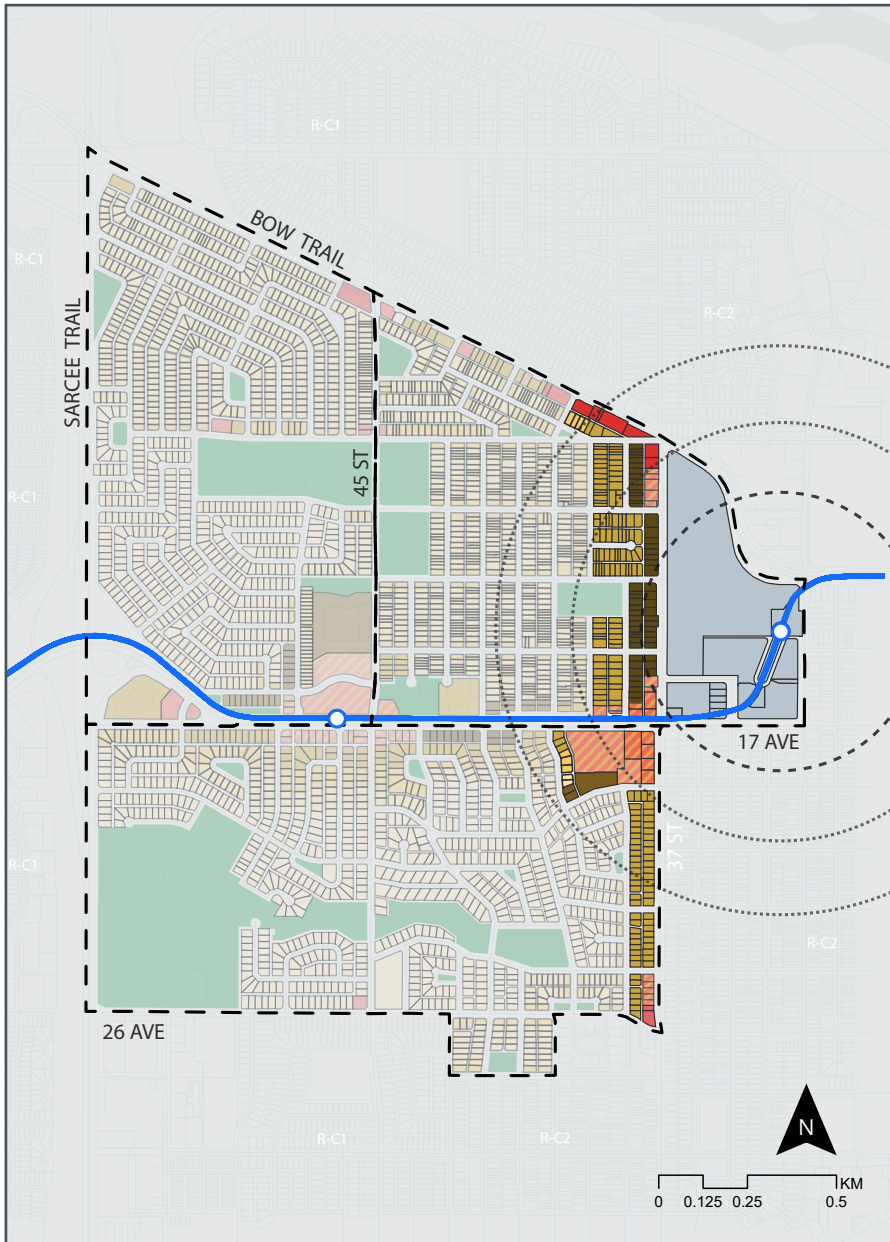 R-C1
BOW TRAIL
R-C1
R-C2
SARCEE TRAIL
45 ST
R-C1
17 AVE
37 ST
R-C1
R-C2
26 AVE
R-C1
R-C2
N
KM
0 0.125 0.25 0.5